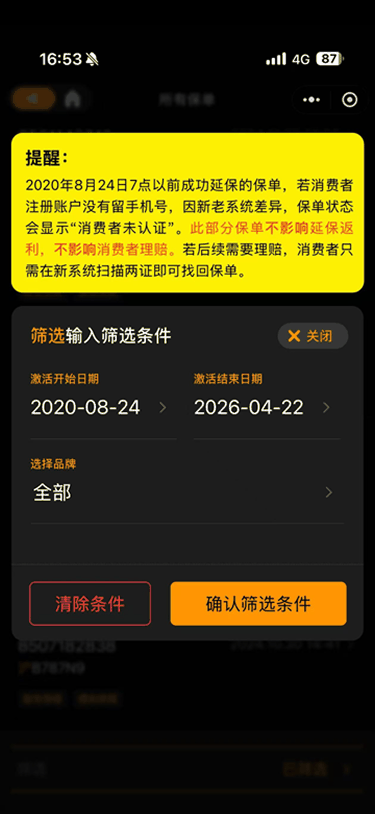 16:53
4G 87
所有保单
提醒：
2020年8月24日7点以前成功延保的保单，若消费者
注册账户没有留手机号，因新老系统差异，保单状态
会显示“消费者未认证”。此部分保单不影响延保返
利，不影响消费者理赔。若后续需要理赔，消费者只
需在新系统扫描两证即可找回保单。
筛选输入筛选条件
关闭
激活开始日期 激活结束日期
2020-08-24 2026-04-22
选择品牌
全部
清除条件 确认筛选条件
沪B787N9
筛选 已筛选